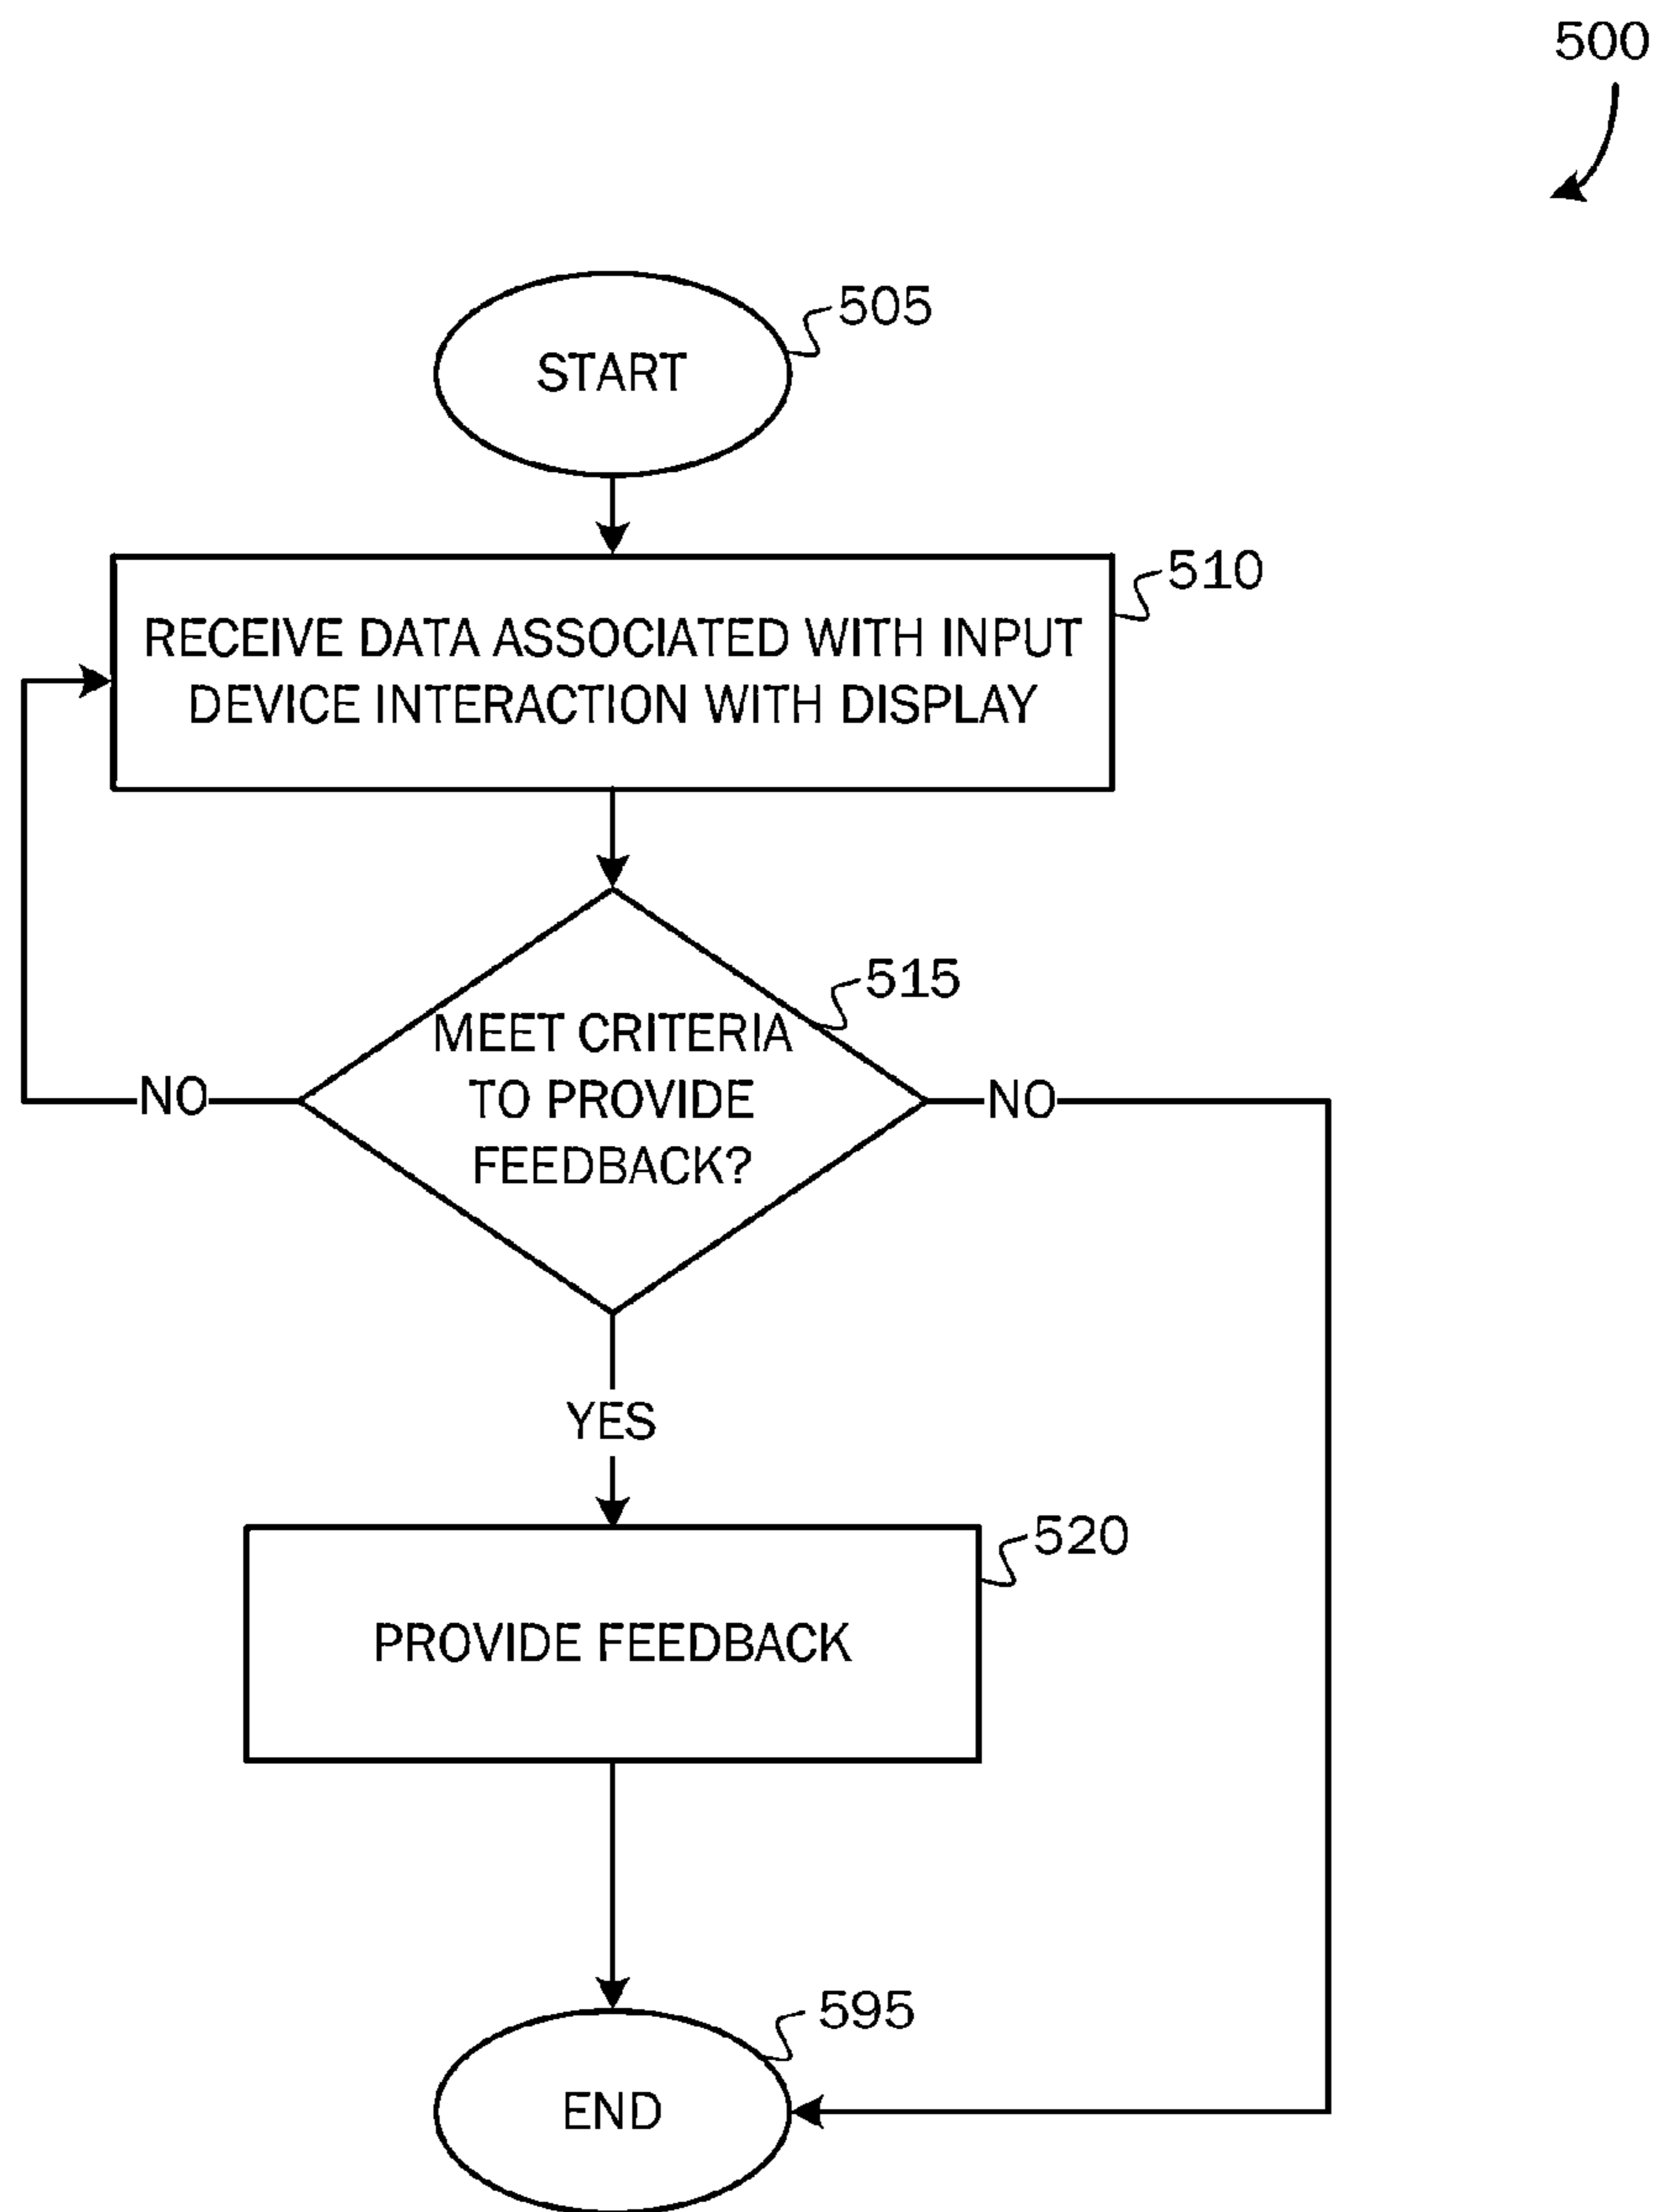 500
START
505
RECEIVE DATA ASSOCIATED WITH INPUT
DEVICE INTERACTION WITH DISPLAY
510
MEET CRITERIA
TO PROVIDE
FEEDBACK?
515
NO
NO
YES
PROVIDE FEEDBACK
520
END
595